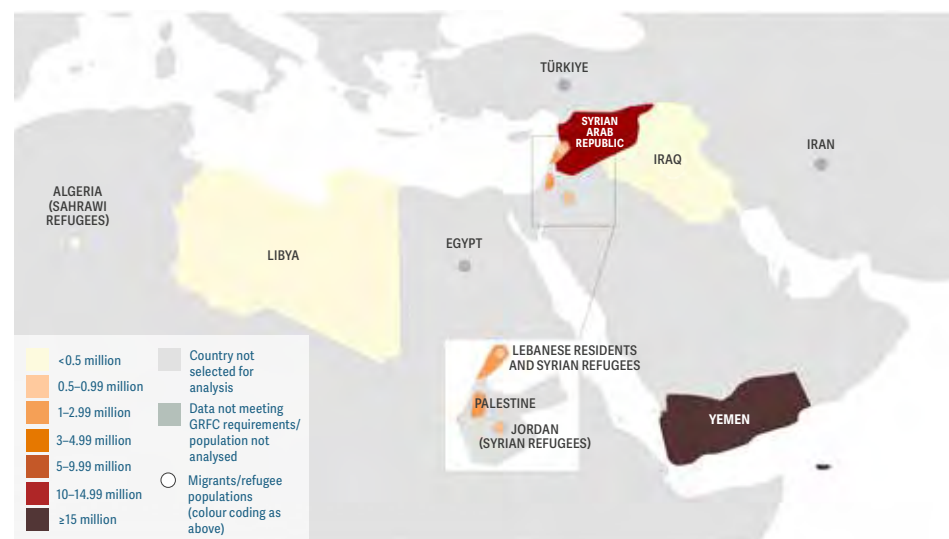 TÜRKIYE
SYRIAN
ARAB
REPUBLIC
IRAQ
IRAN
ALGERIA
(SAHRAWI
REFUGEES)
LIBYA
EGYPT
LEBANESE RESIDENTS
AND SYRIAN REFUGEES
PALESTINE
JORDAN
(SYRIAN REFUGEES)
YEMEN
<0.5 million
0.5–0.99 million
1–2.99 million
3–4.99 million
5–9.99 million
10–14.99 million
≥15 million
Country not
selected for
analysis
Data not meeting
GRFC requirements/
population not
analysed
Migrants/refugee
populations
(colour coding as
above)